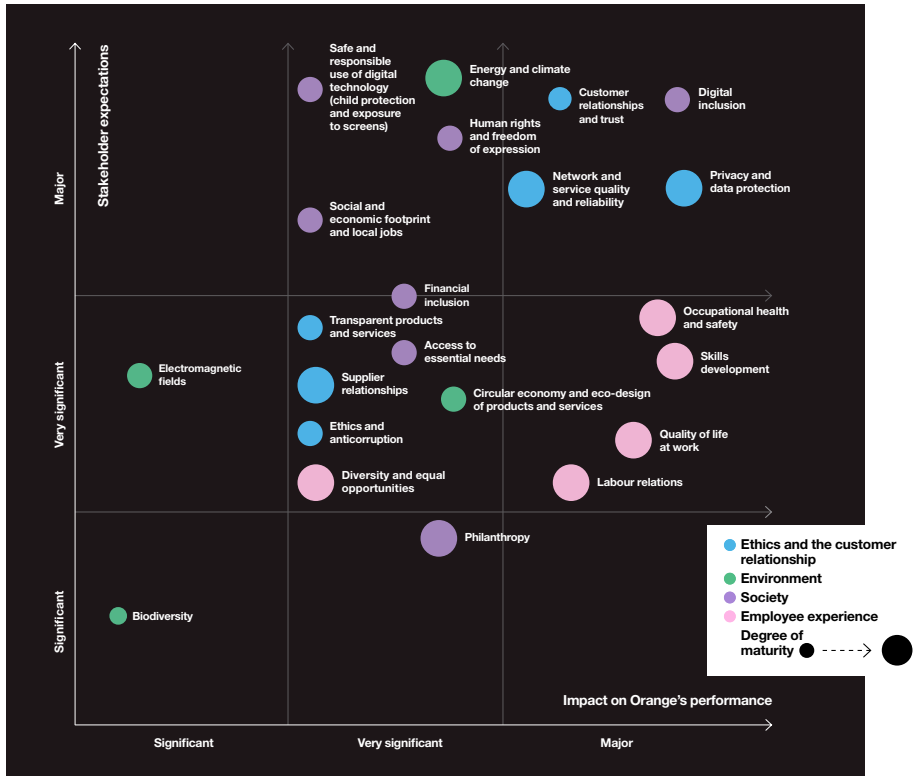 Stakeholder expectations
Major
Very significant
Significant
Safe and
responsible
use of digital
technology
(child protection
and exposure
to screens)
Energy and climate
change
Customer
relationships
and trust
Digital
inclusion
Human rights
and freedom
of expression
Network and
service quality
and reliability
Privacy and
data protection
Social and
economic footprint
and local jobs
Financial
inclusion
Occupational health
and safety
Transparent products
and services
Access to
essential needs
Skills
development
Electromagnetic
fields
Supplier
relationships
Circular economy and eco-design
of products and services
Ethics and
anticorruption
Quality of life
at work
Diversity and equal
opportunities
Labour relations
Philanthropy
Biodiversity
Ethics and the customer
relationship
Environment
Society
Employee experience
Degree of
maturity
Impact on Orange's performance
Significant
Very significant
Major